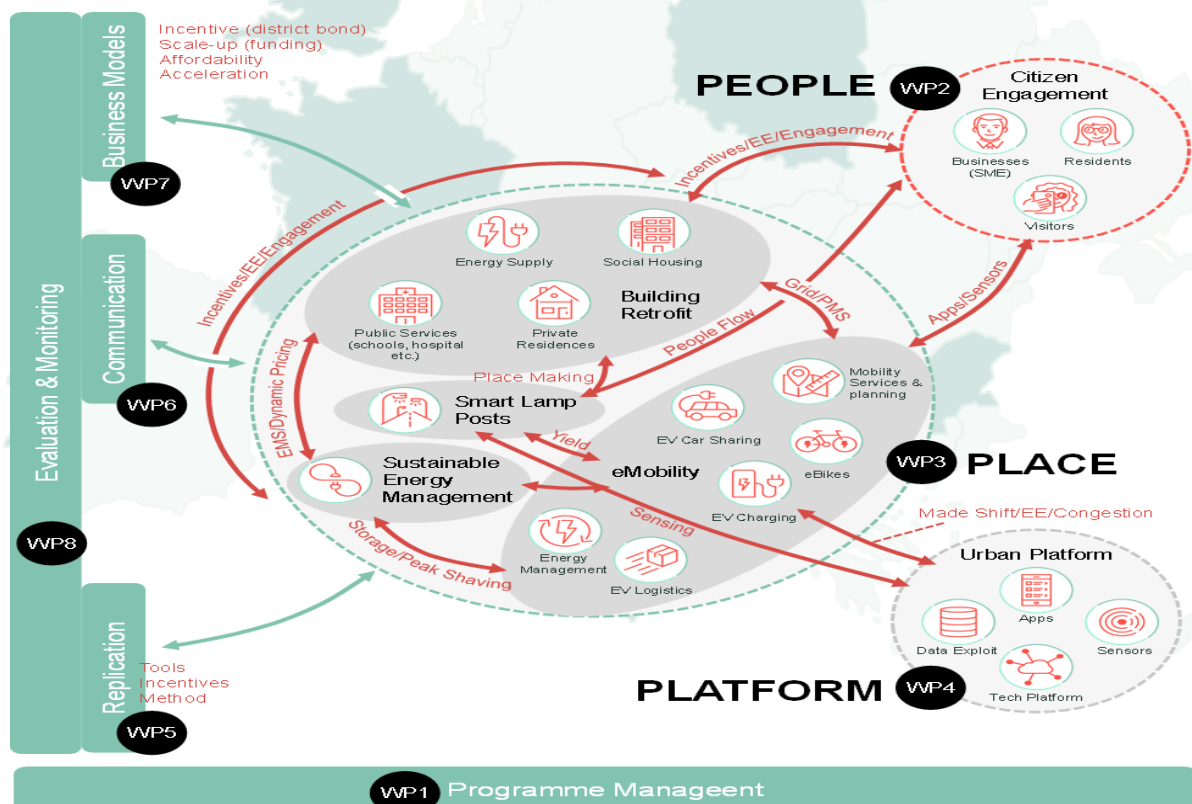 Incentive (district bond)
Scale-up (funding)
Affordability
Acceleration
Business Models
WP7
PEOPLE
WP2
Citizen
Engagement
Businesses
(SME)
Residents
Visitors
Incentives/EE/Engagement
Incentives/EE/Engagement
Energy Supply
Social Housing
Building
Retrofit
Public Services
(schools, hospital
etc.)
Private
Residences
Grid/PMS
Apps/Sensors
People Flow
Communication
WP6
Evaluation & Monitoring
WP8
EMS/Dynamic Pricing
Place Making
Smart Lamp
Posts
Mobility
Services &
planning
EV Car Sharing
eBikes
Yield
eMobility
WP3
PLACE
Sustainable
Energy
Management
EV Charging
Sensing
Made Shift/EE/Congestion
Storage/Peak Shaving
Energy
Management
EV Logistics
Urban Platform
Apps
Data Exploit
Sensors
Tech Platform
PLATFORM
WP4
Replication
Tools
Incentives
Method
WP5
WP1
Programme Manageent